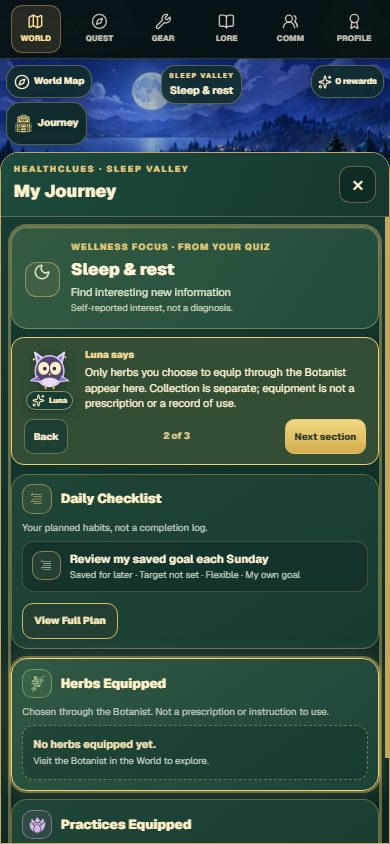 WORLD
QUEST
GEAR
LORE
COMM
PROFILE
World Map
SLEEP VALLEY
Sleep & rest
0 rewards
Journey
HEALTHCLUES · SLEEP VALLEY
My Journey
WELLNESS FOCUS · FROM YOUR QUIZ
Sleep & rest
Find interesting new information
Self-reported interest, not a diagnosis.
Luna says
Only herbs you choose to equip through the Botanist
appear here. Collection is separate; equipment is not a
prescription or a record of use.
Luna
Back
2 of 3
Next section
Daily Checklist
Your planned habits, not a completion log.
Review my saved goal each Sunday
Saved for later · Target not set · Flexible · My own goal
View Full Plan
Herbs Equipped
Chosen through the Botanist. Not a prescription or instruction to use.
No herbs equipped yet.
Visit the Botanist in the World to explore.
Practices Equipped